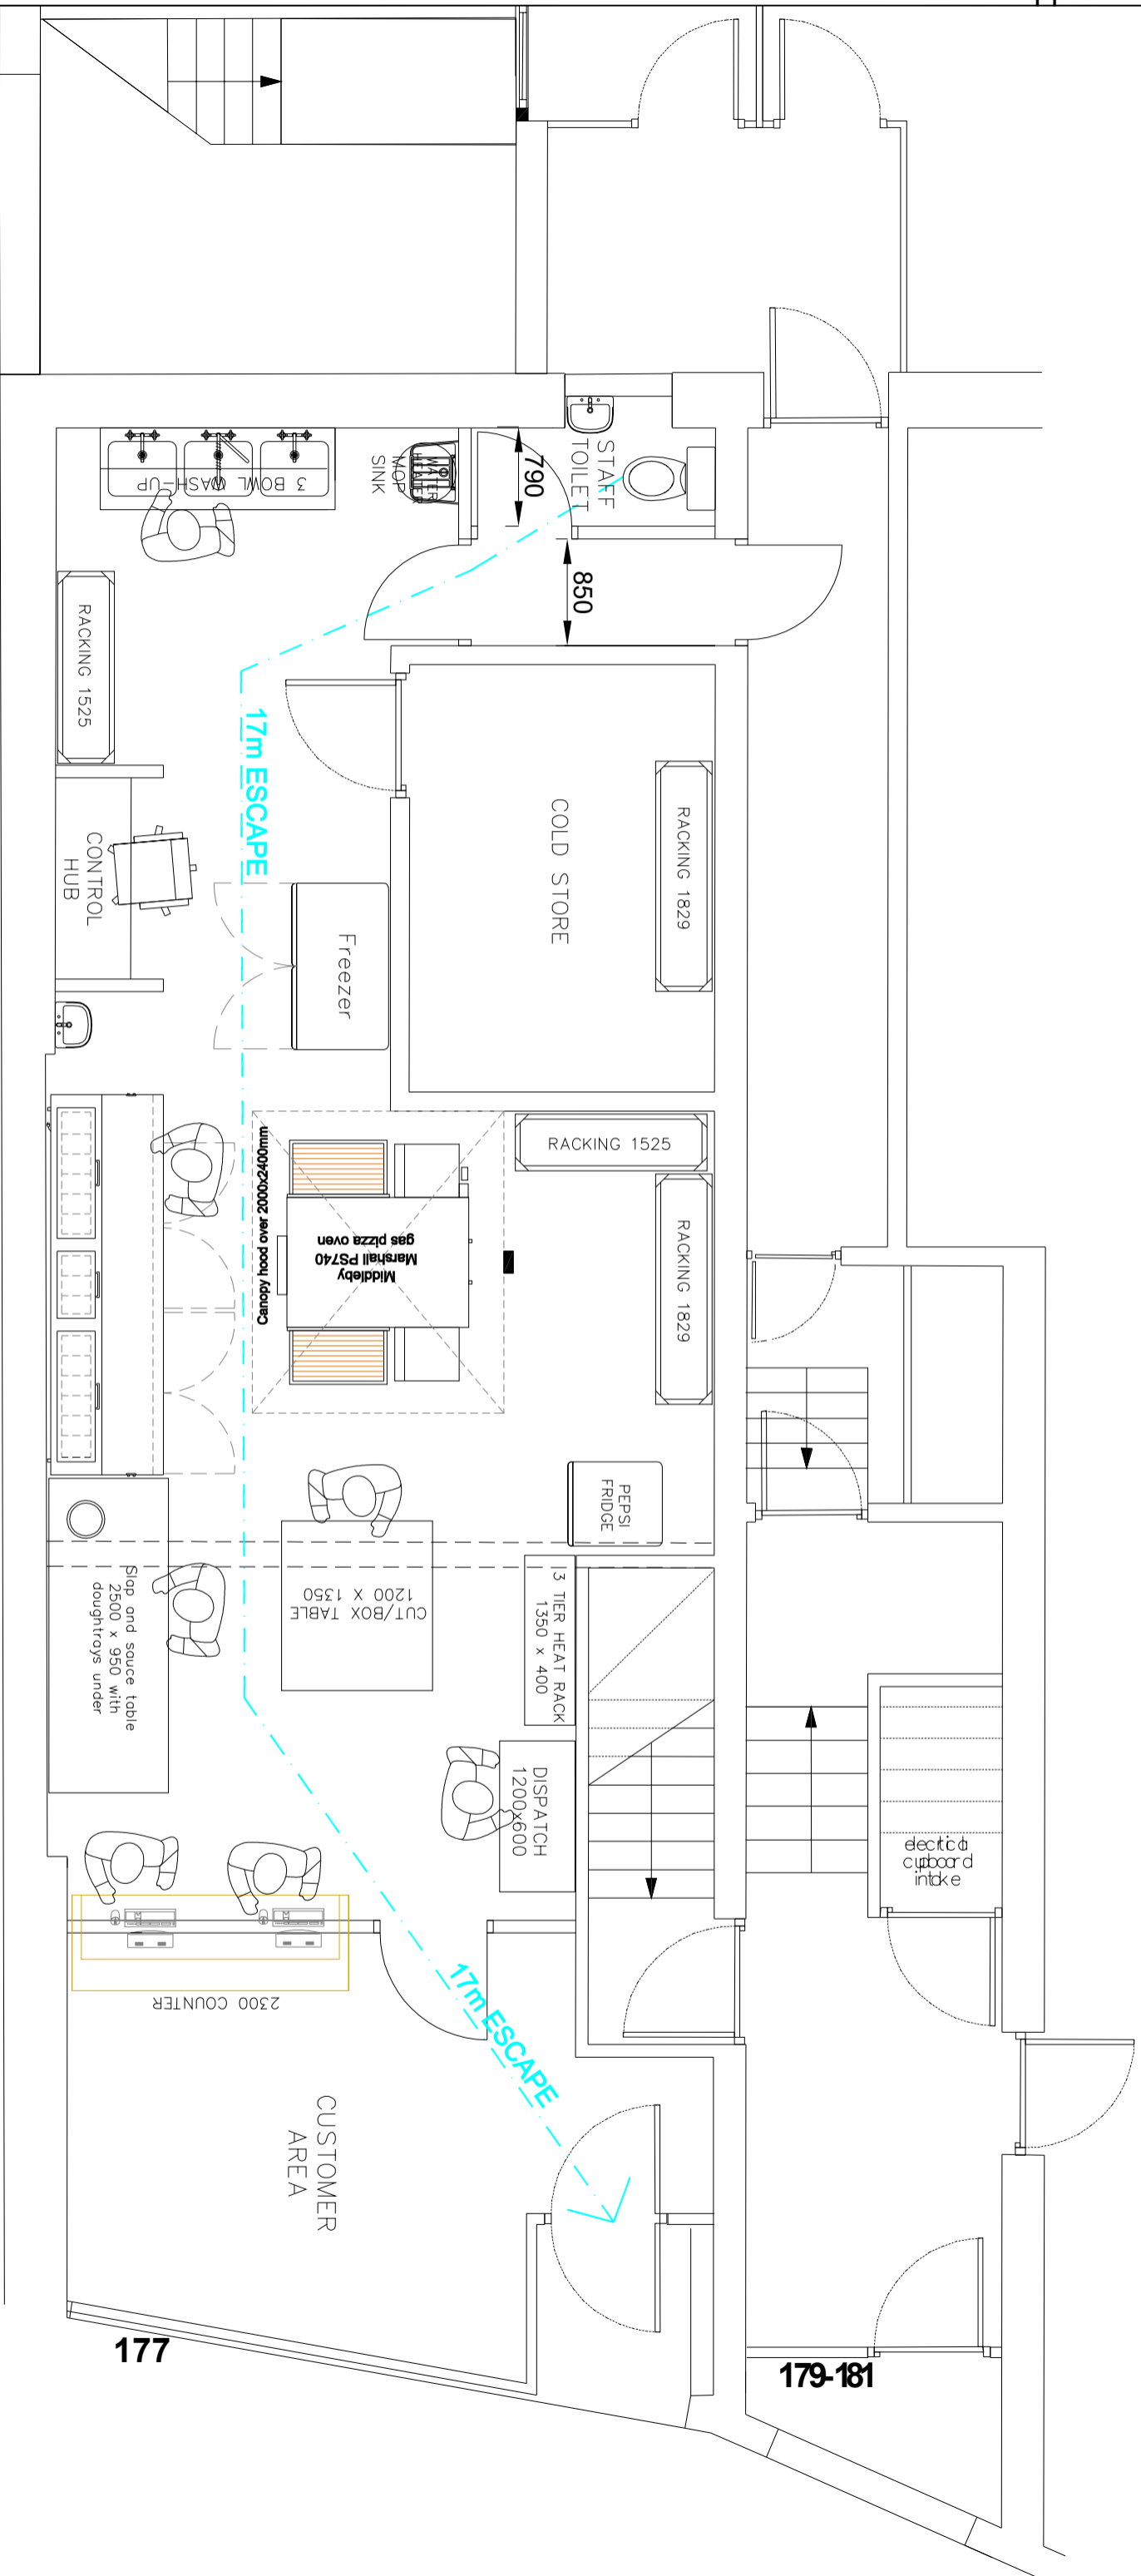 STAFF
TOILET
790
850
3 BOWL WASH-UP
WATER
HEATER
MOP
SINK
RACKING 1525
17m ESCAPE
CONTROL
HUB
Freezer
COLD STORE
RACKING 1829
RACKING 1525
RACKING 1829
Canopy hood over 2000x2400mm
Middleby
Marshall PS740
gas pizza oven
PEPSI
FRIDGE
CUT/BOX TABLE
1200 X 1350
3 TIER HEAT RACK
1350 x 400
Slap and sauce table
2500 x 950 with
doughtrays under
DISPATCH
1200x600
electrical
cupboard
intake
2300 COUNTER
17m ESCAPE
CUSTOMER
AREA
177
179-181